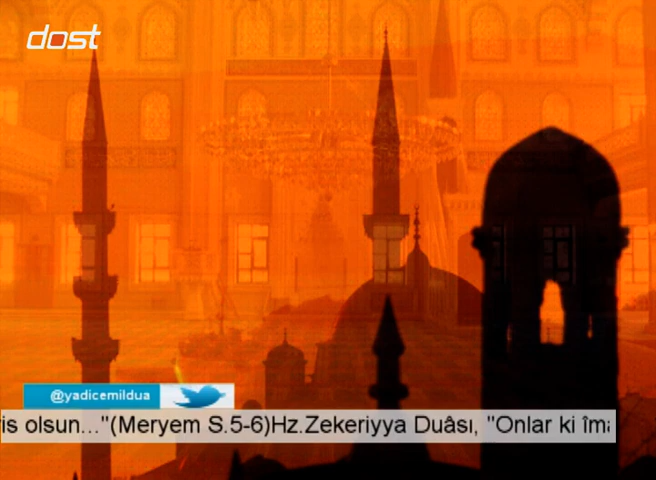 dost
@yadicemildua
is olsun..."(Meryem S.5-6)Hz.Zekeriyya Duâsı, "Onlar ki îma